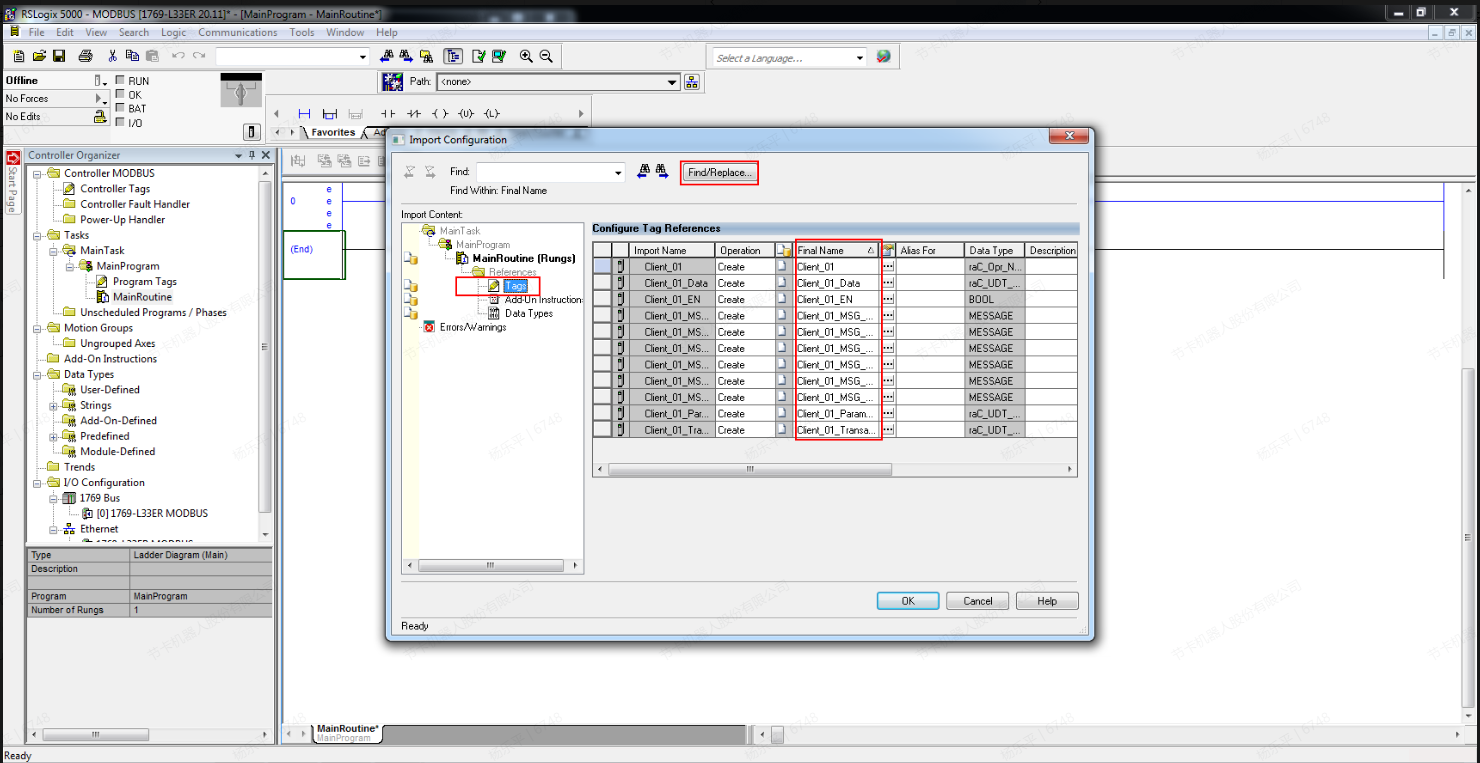 RSLogix 5000 - MODBUS [1769-L33ER 20.11]* - [MainProgram - MainRoutine*]
File Edit View Search Logic Communications Tools Window Help
Select a Language...
Offline
RUN
No Forces
OK
No Edits
BAT
I/O
Path: <none>
Favorites
Start Page
Controller Organizer
Controller MODBUS
Controller Tags
Controller Fault Handler
Power-Up Handler
Tasks
MainTask
MainProgram
Program Tags
MainRoutine
Unscheduled Programs / Phases
Motion Groups
Ungrouped Axes
Add-On Instructions
Data Types
User-Defined
Strings
Add-On-Defined
Predefined
Module-Defined
Trends
I/O Configuration
1769 Bus
[0] 1769-L33ER MODBUS
Ethernet
1769-L33ER MODBUS
Type Ladder Diagram (Main)
Description
Program MainProgram
Number of Rungs 1
e
0 e
e
e
(End)
Import Configuration
Find: Find/Replace...
Find Within: Final Name
Import Content:
MainTask
MainProgram
MainRoutine (Rungs)
References
Tags
Add-On Instruction
Data Types
Errors/Warnings
Configure Tag References
Import Name Operation Final Name Alias For Data Type Description
Client_01 Create Client_01 raC_Opr_N...
Client_01_Data Create Client_01_Data raC_UDT_...
Client_01_EN Create Client_01_EN BOOL
Client_01_MS... Create Client_01_MSG_... MESSAGE
Client_01_MS... Create Client_01_MSG_... MESSAGE
Client_01_MS... Create Client_01_MSG_... MESSAGE
Client_01_MS... Create Client_01_MSG_... MESSAGE
Client_01_MS... Create Client_01_MSG_... MESSAGE
Client_01_MS... Create Client_01_MSG_... MESSAGE
Client_01_Par... Create Client_01_Param... raC_UDT_...
Client_01_Tra... Create Client_01_Transa... raC_UDT_...
OK Cancel Help
Ready
MainRoutine*
MainProgram
Ready